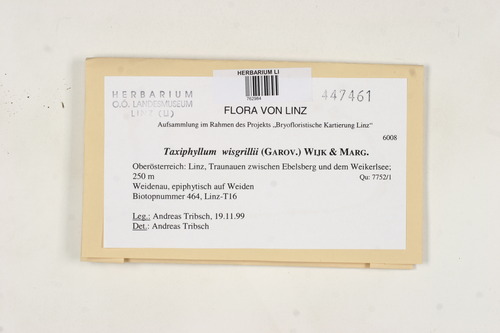 HERBARIUM LI
762984
HERBARIUM
O.Ö. LANDESMUSEUM
LINZ (LI)
447461
FLORA VON LINZ
Aufsammlung im Rahmen des Projekts „Bryofloristische Kartierung Linz“
6008
Taxiphyllum wisgrillii (GAROV.) WIJK & MARG.
Oberösterreich: Linz, Traunauen zwischen Ebelsberg und dem Weikerlsee;
250 m Qu: 7752/1
Weidenau, epiphytisch auf Weiden
Biotopnummer 464, Linz-T16
Leg.: Andreas Tribsch, 19.11.99
Det.: Andreas Tribsch